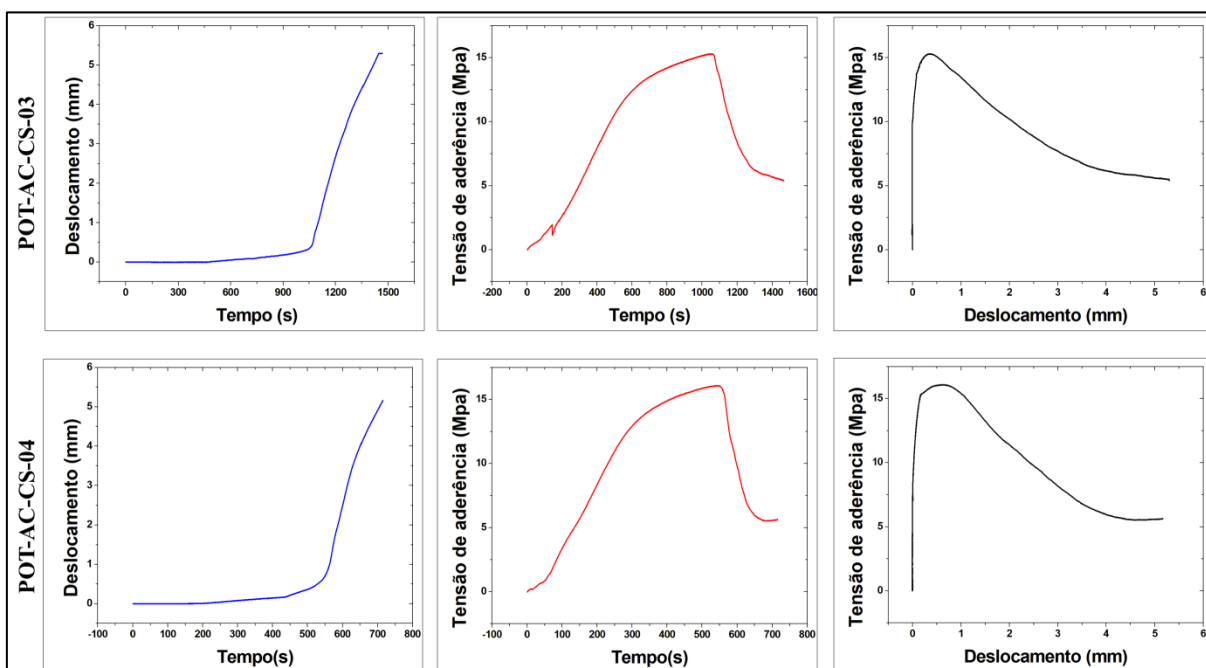 POT-AC-CS-03
Deslocamento (mm)
6
5
4
3
2
1
0
0 300 600 900 1200 1500
Tempo (s)
Tensão de aderência (Mpa)
15
10
5
0
-200 0 200 400 600 800 1000 1200 1400 1600
Tempo (s)
Tensão de aderência (Mpa)
15
10
5
0
0 1 2 3 4 5 6
Deslocamento (mm)
POT-AC-CS-04
Deslocamento (mm)
6
5
4
3
2
1
0
-100 0 100 200 300 400 500 600 700 800
Tempo(s)
Tensão de aderência (Mpa)
15
10
5
0
-100 0 100 200 300 400 500 600 700 800
Tempo(s)
Tensão de aderência (Mpa)
15
10
5
0
0 1 2 3 4 5 6
Deslocamento (mm)